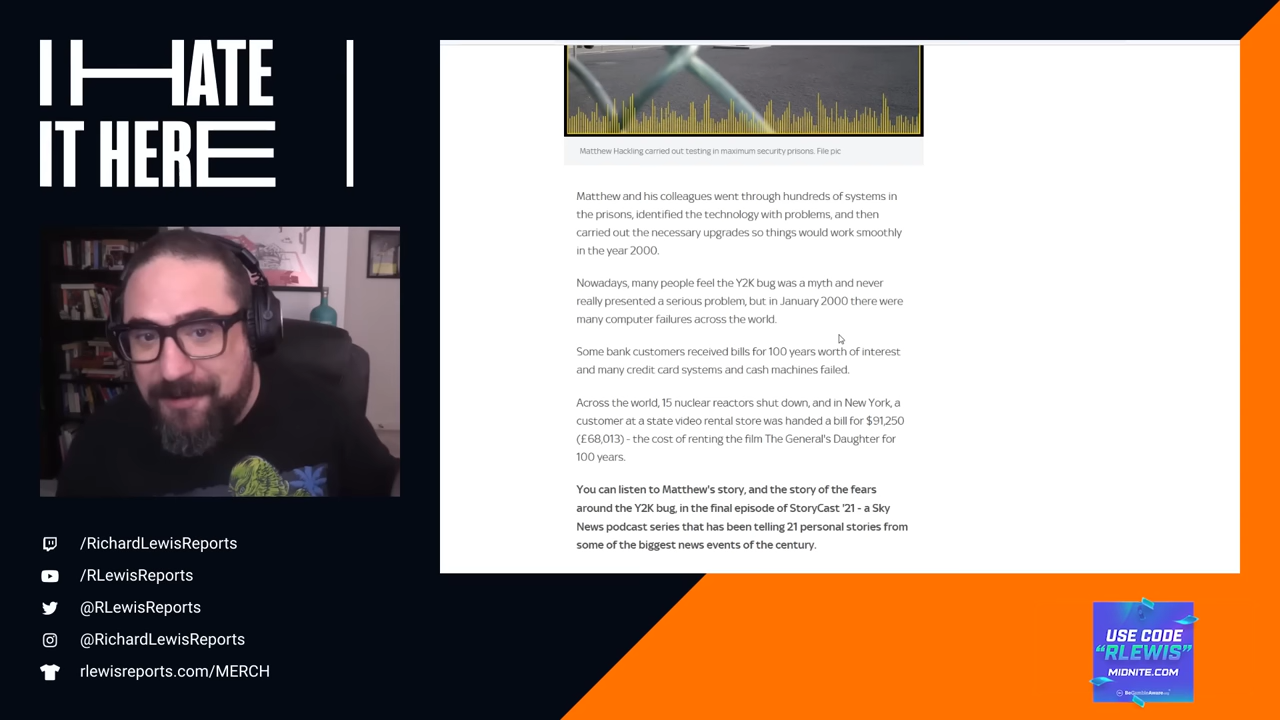 I HATE
IT HERE
/RichardLewisReports
/RLewisReports
@RLewisReports
@RichardLewisReports
rlewisreports.com/MERCH
Matthew Hackling carried out testing in maximum security prisons. File pic
Matthew and his colleagues went through hundreds of systems in
the prisons, identified the technology with problems, and then
carried out the necessary upgrades so things would work smoothly
in the year 2000.
Nowadays, many people feel the Y2K bug was a myth and never
really presented a serious problem, but in January 2000 there were
many computer failures across the world.
Some bank customers received bills for 100 years worth of interest
and many credit card systems and cash machines failed.
Across the world, 15 nuclear reactors shut down, and in New York, a
customer at a state video rental store was handed a bill for $91,250
(£68,013) - the cost of renting the film The General's Daughter for
100 years.
You can listen to Matthew's story, and the story of the fears
around the Y2K bug, in the final episode of StoryCast '21 - a Sky
News podcast series that has been telling 21 personal stories from
some of the biggest news events of the century.
USE CODE
"RLEWIS"
MIDNITE.COM
BeGambleAware.org